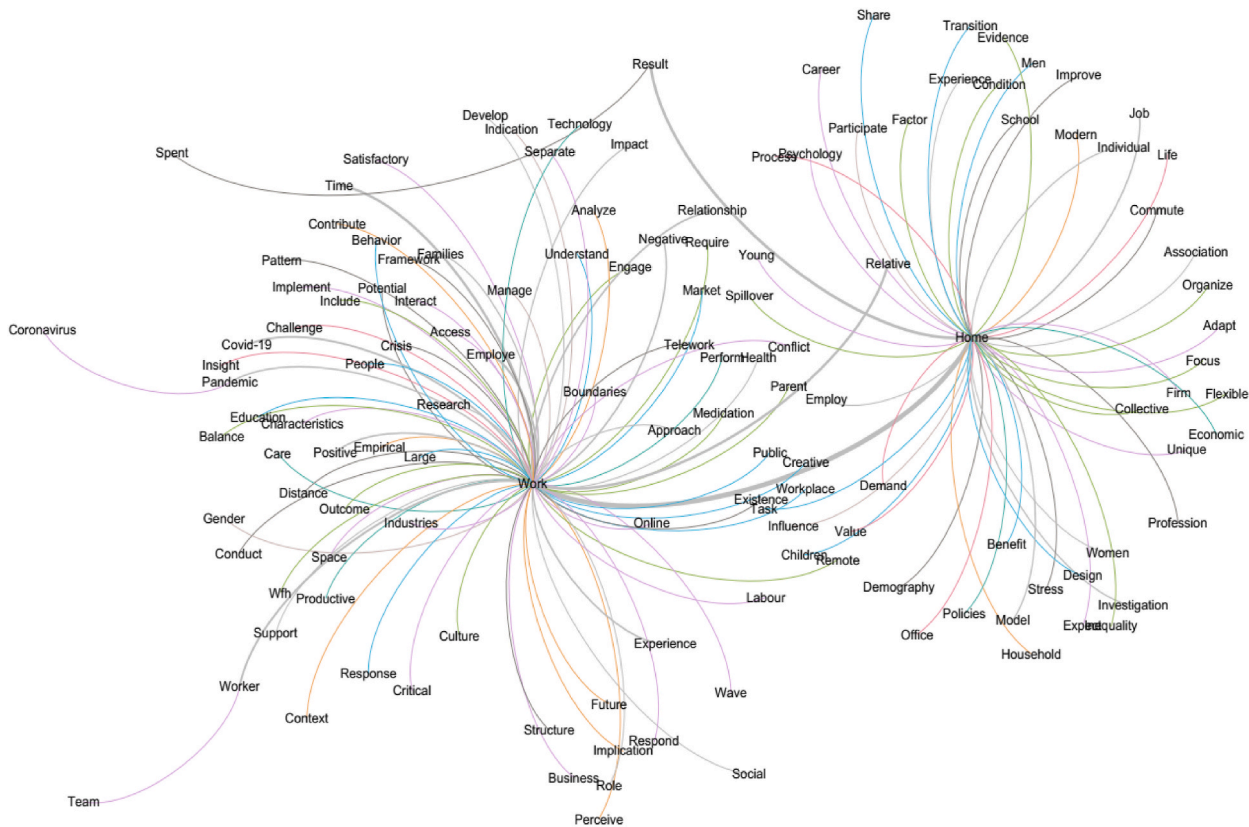 Share
Transition
Evidence
Result
Career
Experience
Men
Condition
Improve
Develop
Indication
Technology
Factor
School
Job
Participate
Modern
Spent
Satisfactory
Separate
Impact
Process
Psychology
Individual
Life
Time
Contribute
Analyze
Relationship
Commute
Behavior
Framework
Families
Negative
Require
Understand
Young
Relative
Association
Pattern
Engage
Implement
Include
Potential
Interact
Manage
Market
Spillover
Organize
Coronavirus
Challenge
Access
Adapt
Covid-19
Crisis
Employe
Telework
Conflict
Home
Insight
People
Perform
Health
Focus
Pandemic
Boundaries
Parent
Firm
Flexible
Research
Employ
Collective
Education
Characteristics
Medidation
Balance
Approach
Economic
Care
Positive
Empirical
Large
Public
Unique
Creative
Work
Demand
Distance
Workplace
Outcome
Existence
Task
Gender
Industries
Online
Influence
Value
Profession
Conduct
Space
Children
Remote
Benefit
Women
Design
Wfh
Productive
Labour
Demography
Stress
Investigation
Support
Culture
Experience
Office
Policies
Model
Expect
Inequality
Household
Worker
Response
Critical
Wave
Context
Future
Structure
Respond
Implication
Business
Role
Social
Team
Perceive